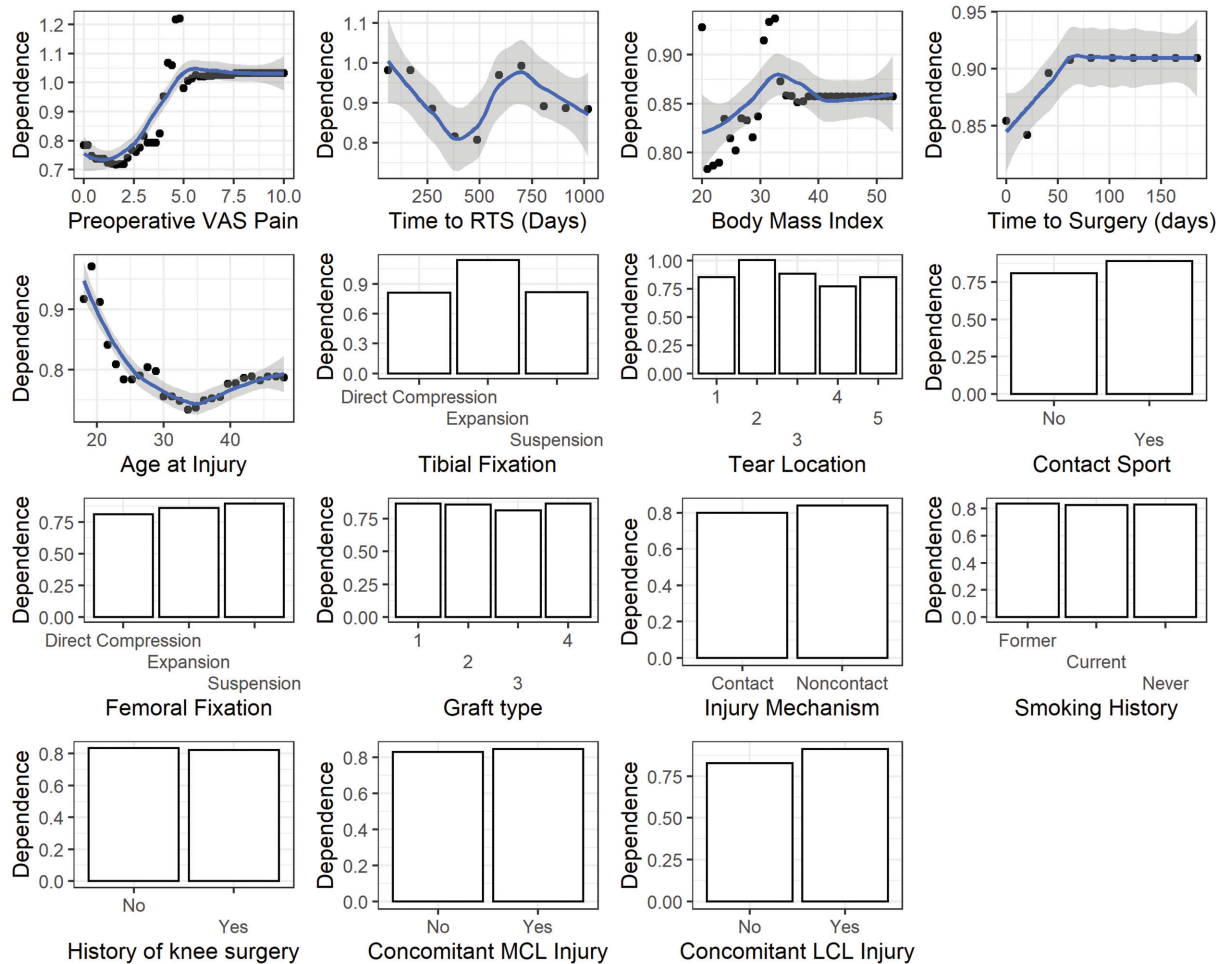 Dependence
1.2
1.1
1.0
0.9
0.8
0.7
0.0 2.5 5.0 7.5 10.0
Preoperative VAS Pain
Dependence
1.1
1.0
0.9
0.8
250 500 750 1000
Time to RTS (Days)
Dependence
0.90
0.85
0.80
20 30 40 50
Body Mass Index
Dependence
0.95
0.90
0.85
0 50 100 150
Time to Surgery (days)
Dependence
0.9
0.8
20 30 40
Age at Injury
Dependence
0.9
0.6
0.3
0.0
Direct Compression
Expansion
Suspension
Tibial Fixation
Dependence
1.00
0.75
0.50
0.25
0.00
1 2 4 5
3
Tear Location
Dependence
0.75
0.50
0.25
0.00
No
Yes
Contact Sport
Dependence
0.75
0.50
0.25
0.00
Direct Compression
Expansion
Suspension
Femoral Fixation
Dependence
0.75
0.50
0.25
0.00
1 4
2
3
Graft type
Dependence
0.8
0.6
0.4
0.2
0.0
Contact Noncontact
Injury Mechanism
Dependence
0.8
0.6
0.4
0.2
0.0
Former
Current
Never
Smoking History
Dependence
0.8
0.6
0.4
0.2
0.0
No
Yes
History of knee surgery
Dependence
0.8
0.6
0.4
0.2
0.0
No Yes
Concomitant MCL Injury
Dependence
0.75
0.50
0.25
0.00
No Yes
Concomitant LCL Injury